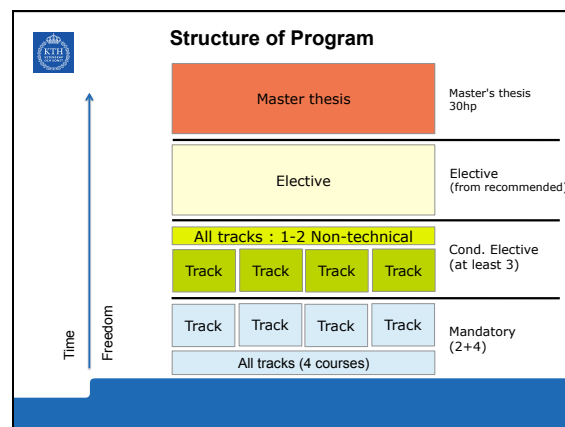 Structure of Program
KTH
Master thesis
Master's thesis
30hp
Elective
Elective
(from recommended)
All tracks : 1-2 Non-technical
Track
Track
Track
Track
Cond. Elective
(at least 3)
Track
Track
Track
Track
Mandatory
(2+4)
All tracks (4 courses)
Time
Freedom